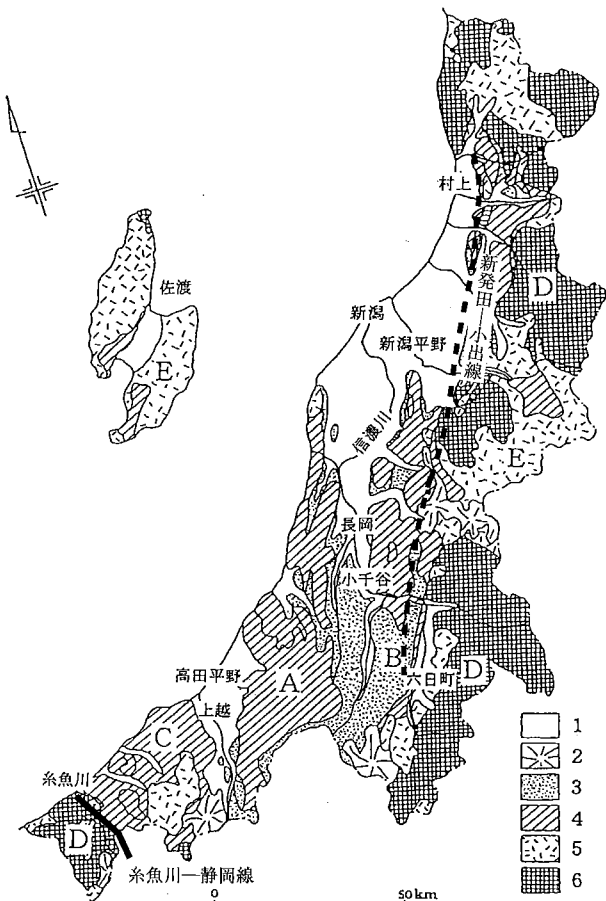 村上
佐渡
新発田―小出線
D
新潟
新潟平野
E
信濃川
E
長岡
小千谷
B
六日町
D
高田平野
A
上越
C
糸魚川
D
糸魚川―静岡線
0
50km
1
2
3
4
5
6